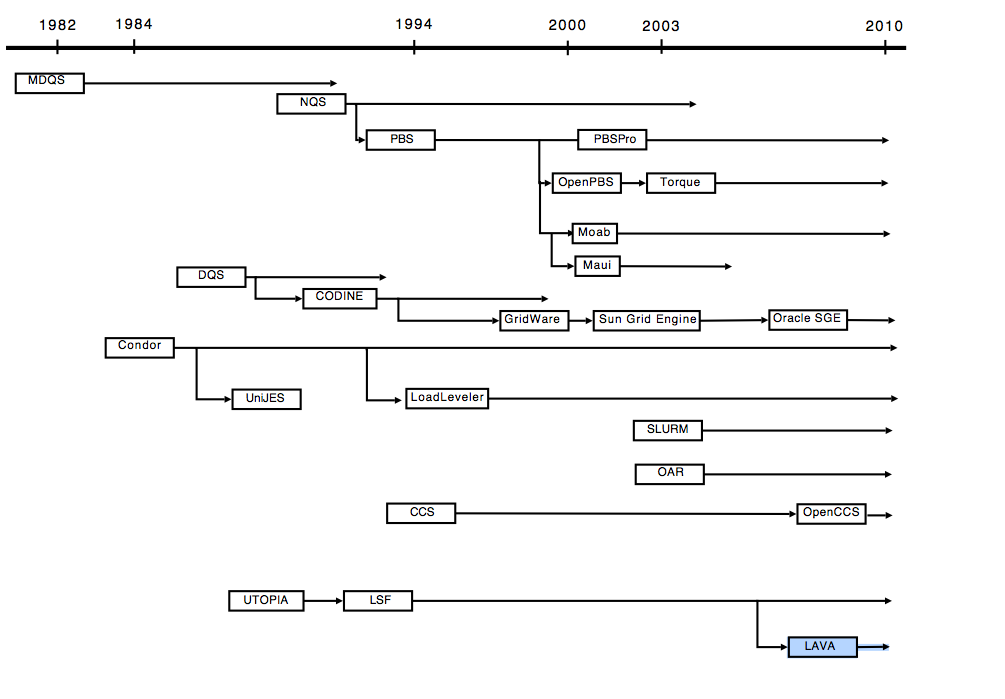 1982 1984 1994 2000 2003 2010
MDQS
NQS
PBS PBSPro
OpenPBS Torque
Moab
Maui
DQS
CODINE
GridWare Sun Grid Engine Oracle SGE
Condor
UniJES LoadLeveler
SLURM
OAR
CCS OpenCCS
UTOPIA LSF
LAVA